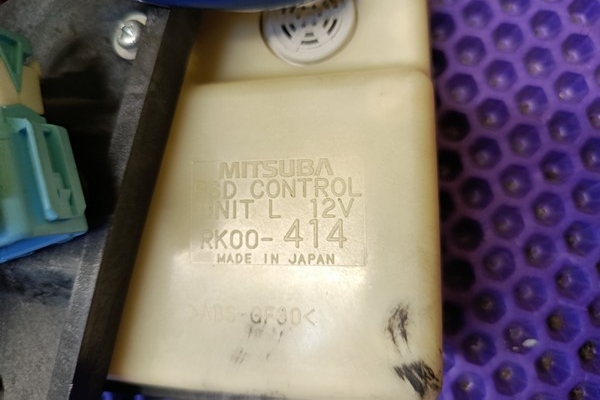 MITSUBA
PSD CONTROL
UNIT L 12V
RK00-414
MADE IN JAPAN
>ABS-GF30<